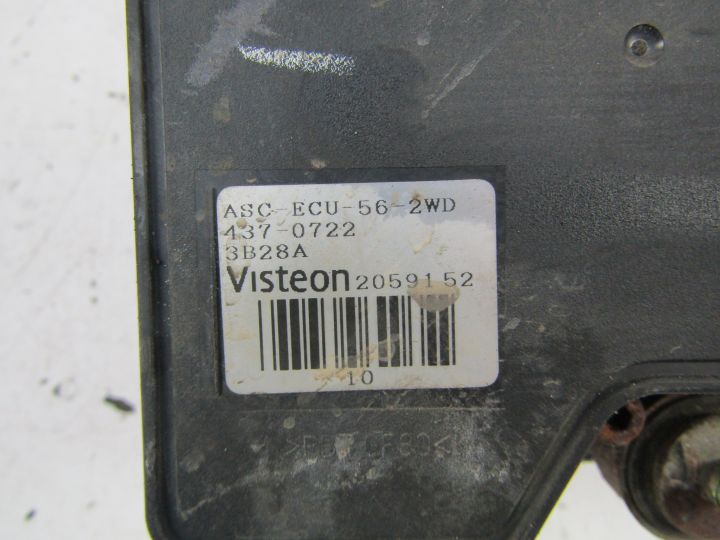 ASC-ECU-56-2WD
437-0722
3B28A
Visteon 2059152
10